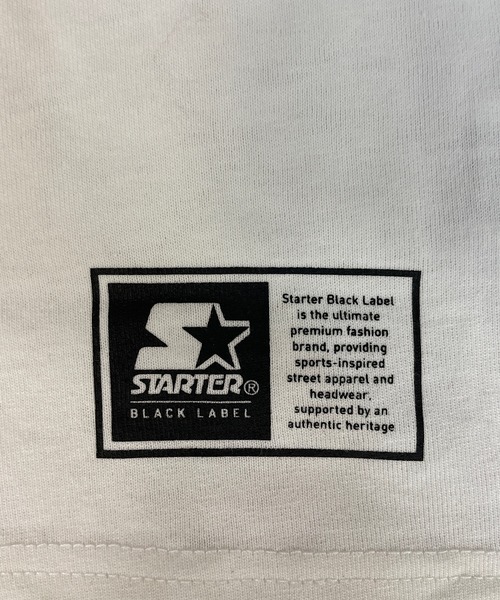 STARTER®
BLACK LABEL
Starter Black Label
is the ultimate
premium fashion
brand, providing
sports-inspired
street apparel and
headwear,
supported by an
authentic heritage